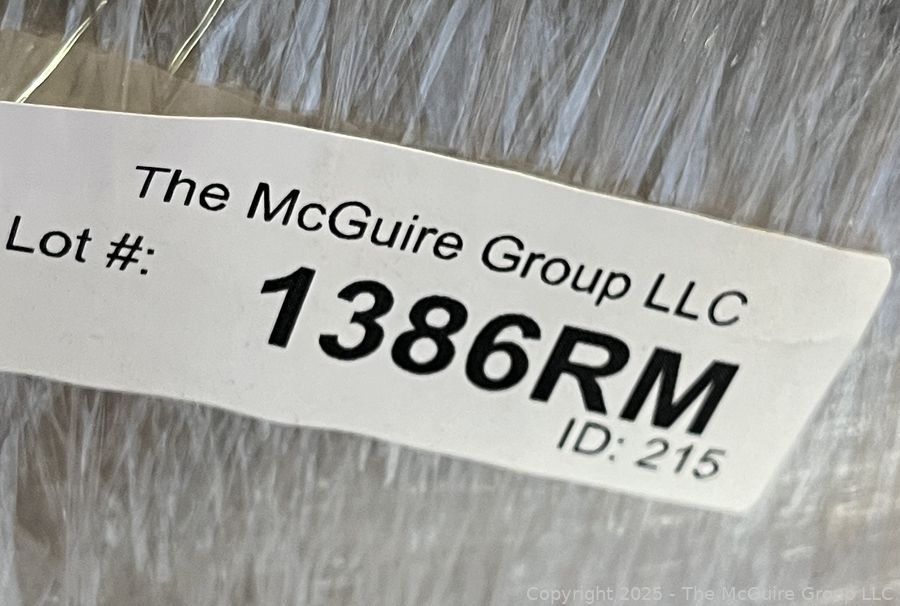 The McGuire Group LLC
Lot #:
1386RM
ID: 215
Copyright 2025 - The McGuire Group LLC